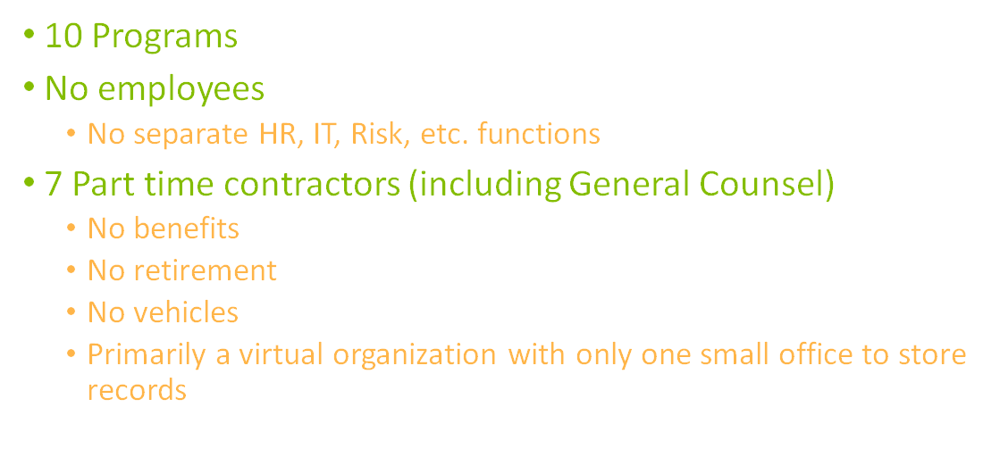 • 10 Programs
• No employees
• No separate HR, IT, Risk, etc. functions
• 7 Part time contractors (including General Counsel)
• No benefits
• No retirement
• No vehicles
• Primarily a virtual organization with only one small office to store
records